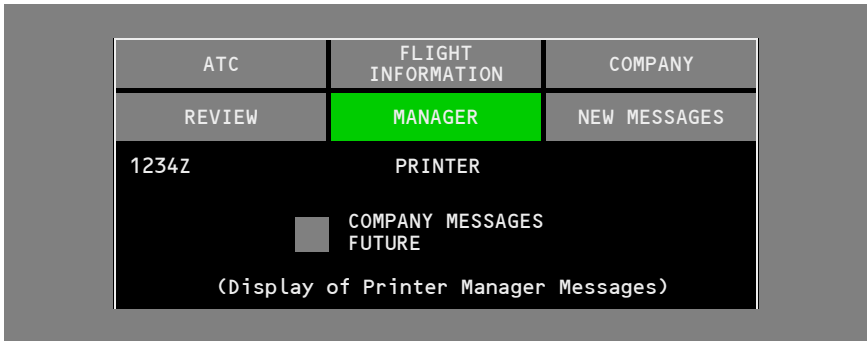 ATC
FLIGHT
INFORMATION
COMPANY
REVIEW
MANAGER
NEW MESSAGES
1234Z
PRINTER
COMPANY MESSAGES
FUTURE
(Display of Printer Manager Messages)